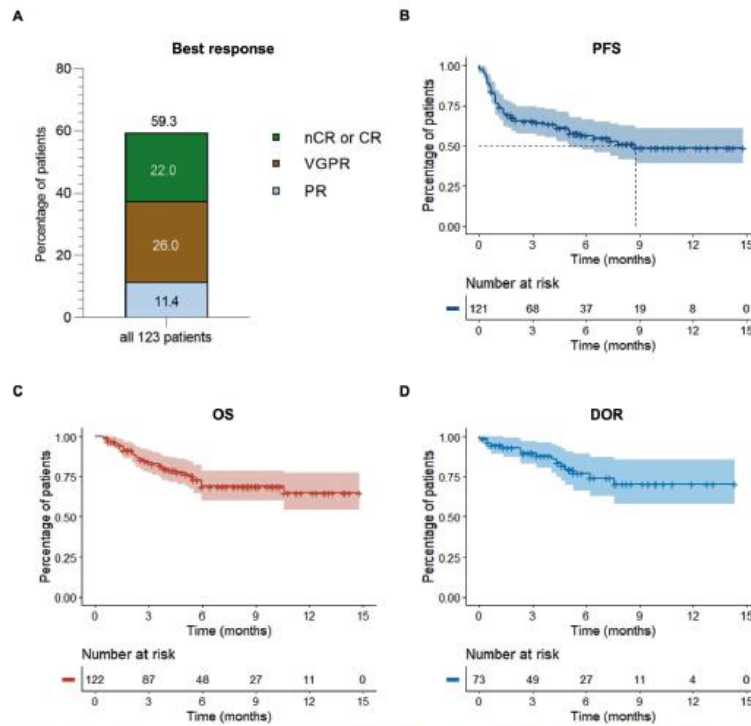 A
Best response
80
60
40
20
0
Percentage of patients
59.3
22.0
26.0
11.4
all 123 patients
nCR or CR
VGPR
PR
B
PFS
Percentage of patients
1.00
0.75
0.50
0.25
0.00
0 3 6 9 12 15
Time (months)
Number at risk
121 68 37 19 8 0
0 3 6 9 12 15
Time (months)
C
OS
Percentage of patients
1.00
0.75
0.50
0.25
0.00
0 3 6 9 12 15
Time (months)
Number at risk
122 87 48 27 11 0
0 3 6 9 12 15
Time (months)
D
DOR
Percentage of patients
1.00
0.75
0.50
0.25
0.00
0 3 6 9 12 15
Time (months)
Number at risk
73 49 27 11 4 0
0 3 6 9 12 15
Time (months)